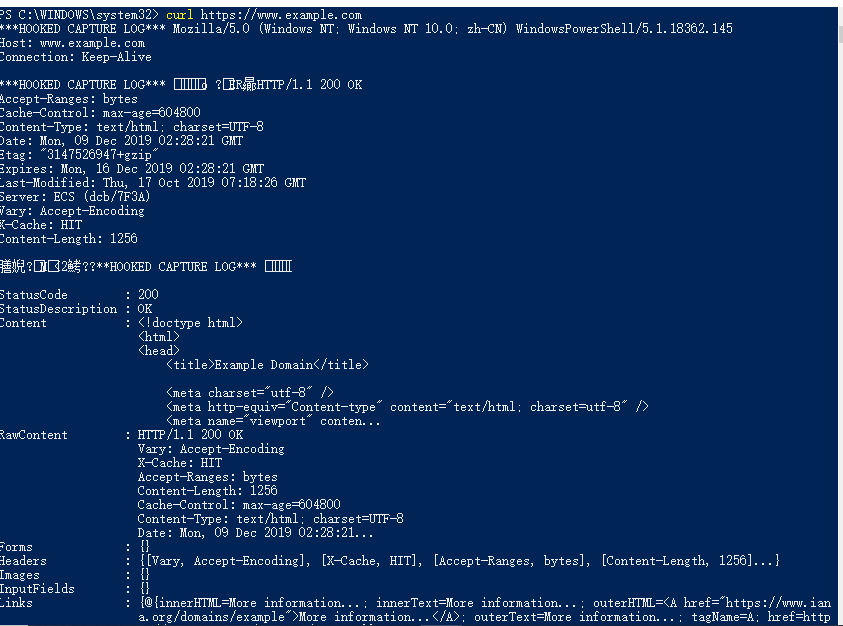 PS C:\WINDOWS\system32> curl https://www.example.com
***HOOKED CAPTURE LOG*** Mozilla/5.0 (Windows NT; Windows NT 10.0; zh-CN) WindowsPowerShell/5.1.18362.145
Host: www.example.com
Connection: Keep-Alive
***HOOKED CAPTURE LOG*** HTTP/1.1 200 OK
Accept-Ranges: bytes
Cache-Control: max-age=604800
Content-Type: text/html; charset=UTF-8
Date: Mon, 09 Dec 2019 02:28:21 GMT
Etag: "3147526947+gzip"
Expires: Mon, 16 Dec 2019 02:28:21 GMT
Last-Modified: Thu, 17 Oct 2019 07:18:26 GMT
Server: ECS (dcb/7F3A)
Vary: Accept-Encoding
X-Cache: HIT
Content-Length: 1256
??**HOOKED CAPTURE LOG***
StatusCode : 200
StatusDescription : OK
Content : <!doctype html>
<html>
<head>
<title>Example Domain</title>
<meta charset="utf-8" />
<meta http-equiv="Content-type" content="text/html; charset=utf-8" />
<meta name="viewport" conten...
RawContent : HTTP/1.1 200 OK
Vary: Accept-Encoding
X-Cache: HIT
Accept-Ranges: bytes
Content-Length: 1256
Cache-Control: max-age=604800
Content-Type: text/html; charset=UTF-8
Date: Mon, 09 Dec 2019 02:28:21...
Forms : {}
Headers : {[Vary, Accept-Encoding], [X-Cache, HIT], [Accept-Ranges, bytes], [Content-Length, 1256]...}
Images : {}
InputFields : {}
Links : {@{innerHTML=More information...; innerText=More information...; outerHTML=<A href="https://www.ian
a.org/domains/example">More information...</A>; outerText=More information...; tagName=A; href=http